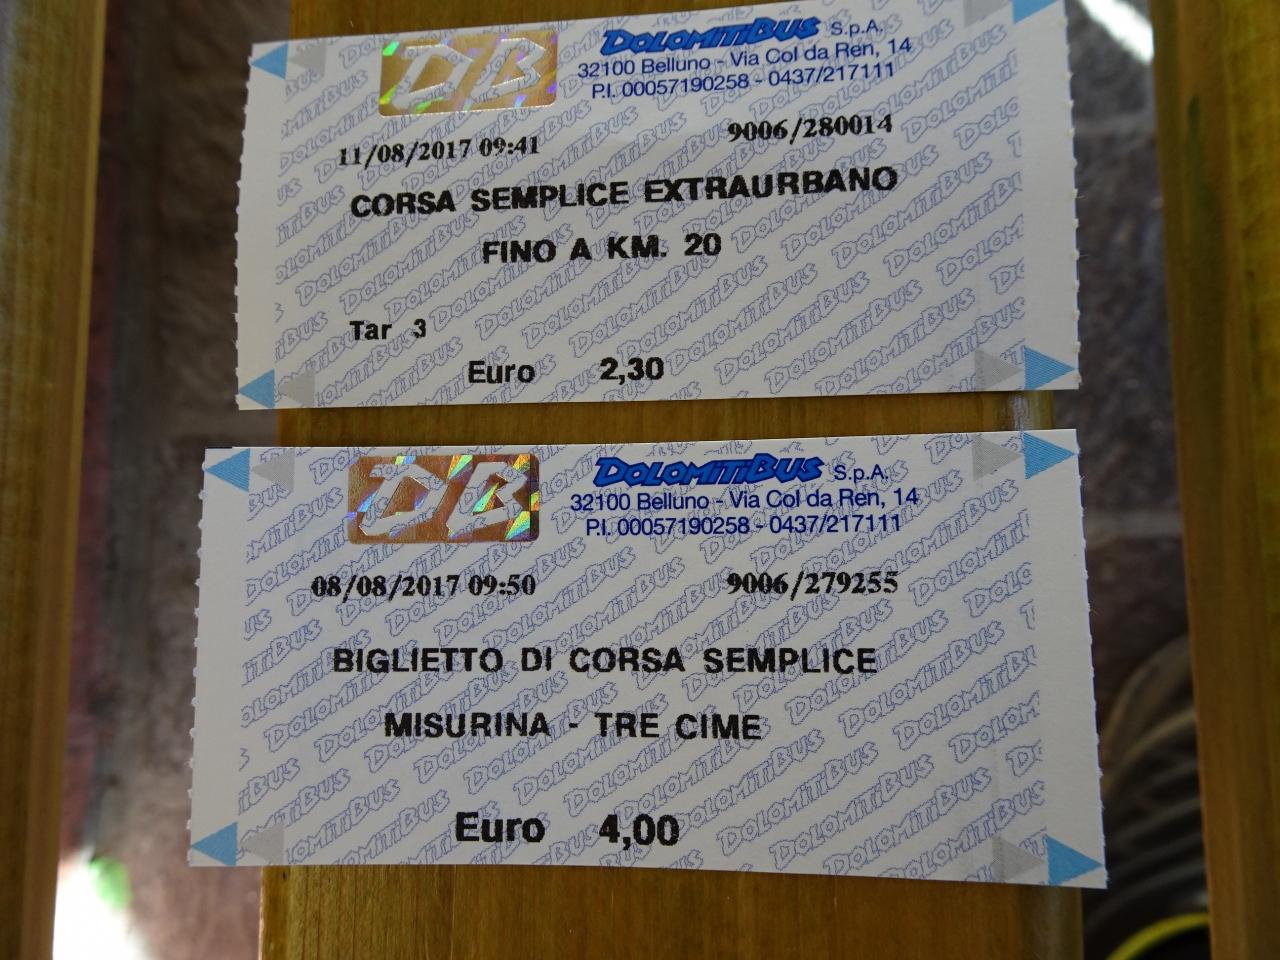 DB DOLOMITIBUS S.p.A.
32100 Belluno - Via Col da Ren, 14
P.I. 00057190258 - 0437/217111
11/08/2017 09:41 9006/280014
CORSA SEMPLICE EXTRAURBANO
FINO A KM. 20
Tar 3
Euro 2,30
DB DOLOMITIBUS S.p.A.
32100 Belluno - Via Col da Ren, 14
P.I. 00057190258 - 0437/217111
08/08/2017 09:50 9006/279255
BIGLIETTO DI CORSA SEMPLICE
MISURINA - TRE CIME
Euro 4,00